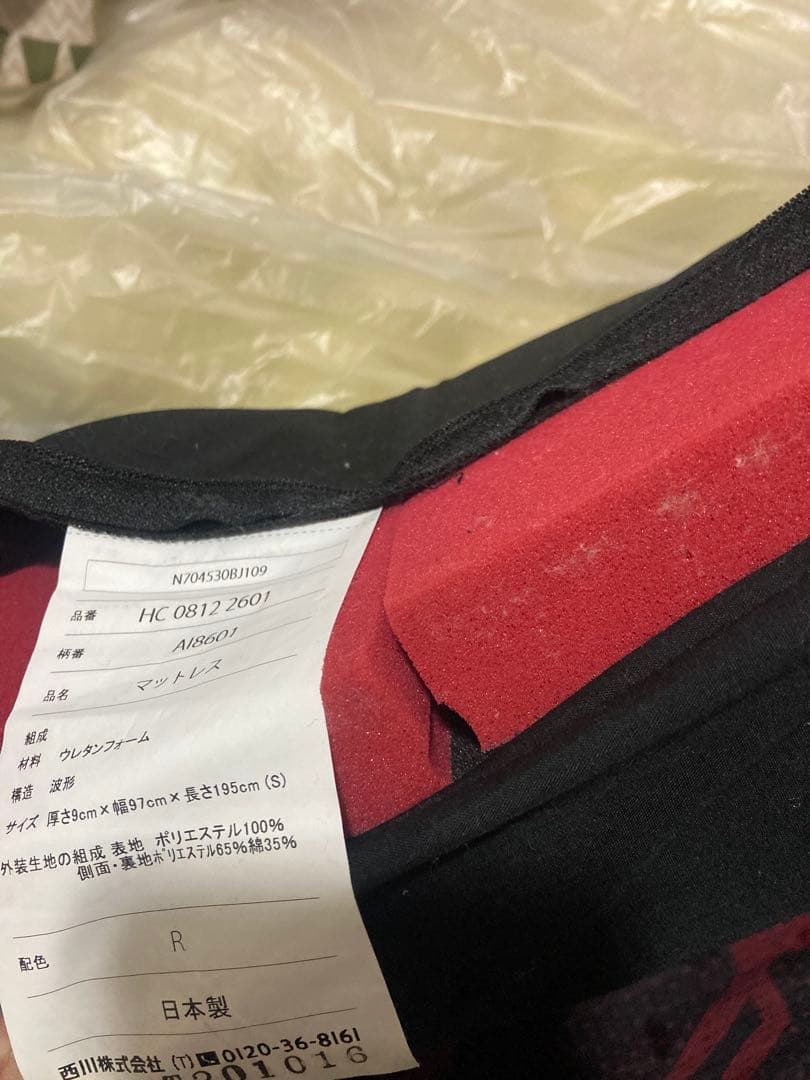 N704530BJ109
品番 HC 0812 2601
柄番 AI8601
品名 マットレス
組成
材料 ウレタンフォーム
構造 波形
サイズ 厚さ9cm×幅97cm×長さ195cm(S)
外装生地の組成 表地 ポリエステル100%
側面・裏地ポリエステル65%綿35%
配色 R
日本製
西川株式会社 (T) 0120-36-8161
T201016